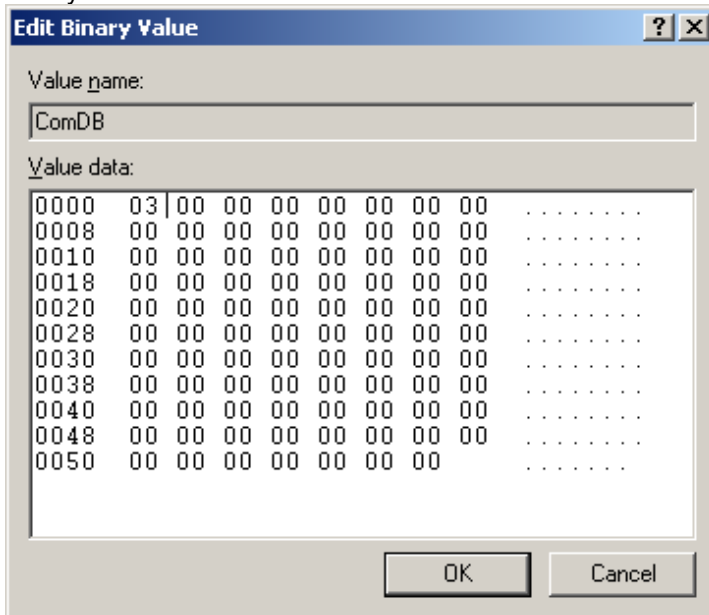 Edit Binary Value
Value name:
ComDB
Value data:
0000 03 00 00 00 00 00 00 00 ........
0008 00 00 00 00 00 00 00 00 ........
0010 00 00 00 00 00 00 00 00 ........
0018 00 00 00 00 00 00 00 00 ........
0020 00 00 00 00 00 00 00 00 ........
0028 00 00 00 00 00 00 00 00 ........
0030 00 00 00 00 00 00 00 00 ........
0038 00 00 00 00 00 00 00 00 ........
0040 00 00 00 00 00 00 00 00 ........
0048 00 00 00 00 00 00 00 00 ........
0050 00 00 00 00 00 00 00 .......
OK Cancel